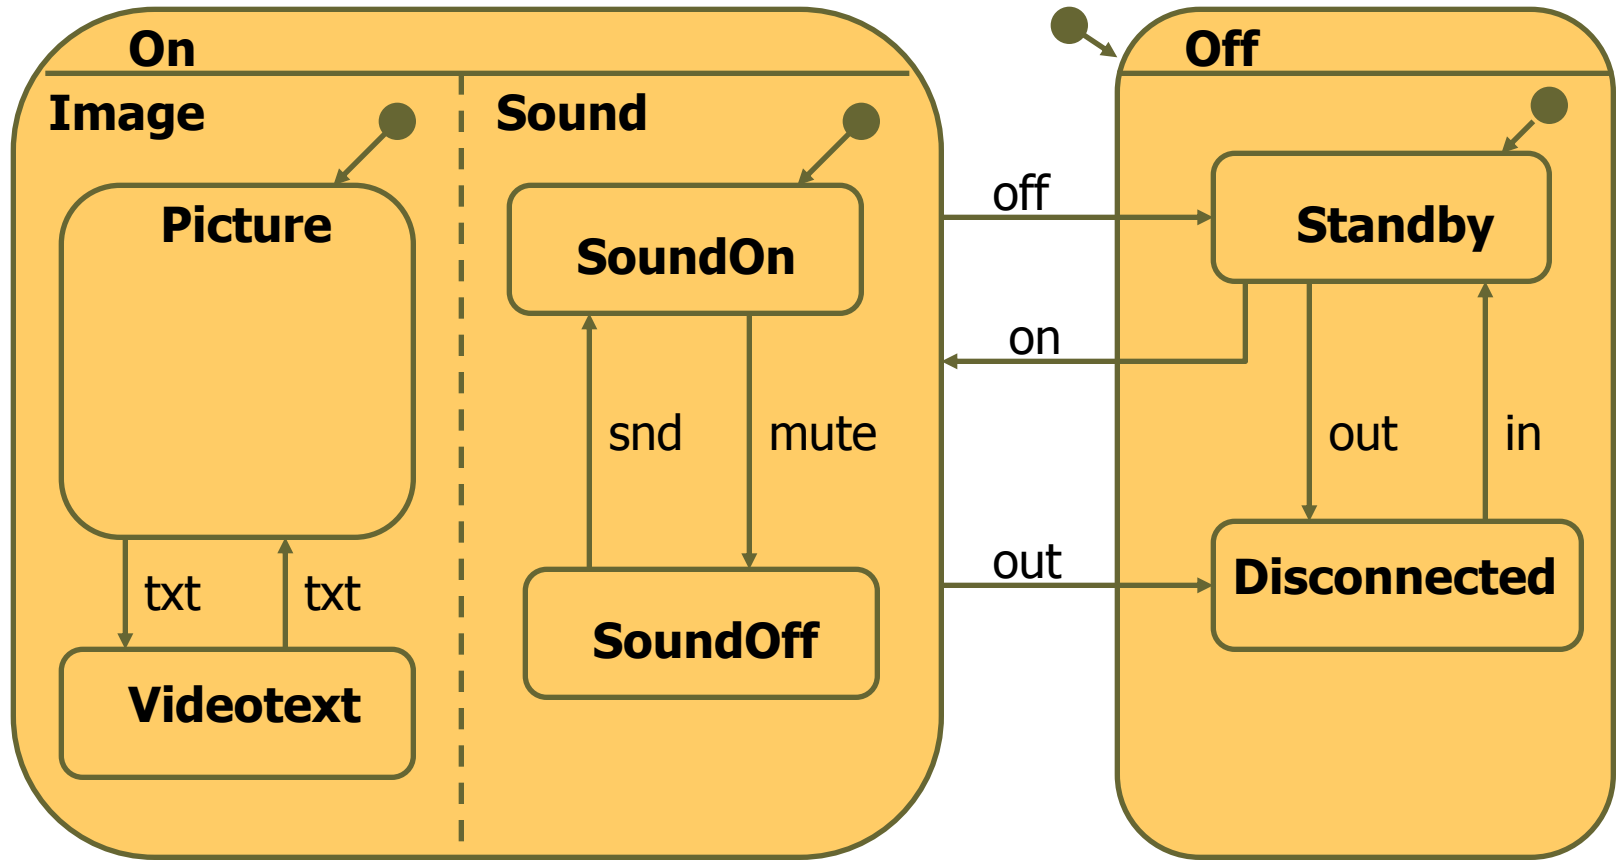 On
Image
Sound
Picture
SoundOn
snd
mute
txt
txt
SoundOff
Videotext
off
on
out
Off
Standby
out
in
Disconnected